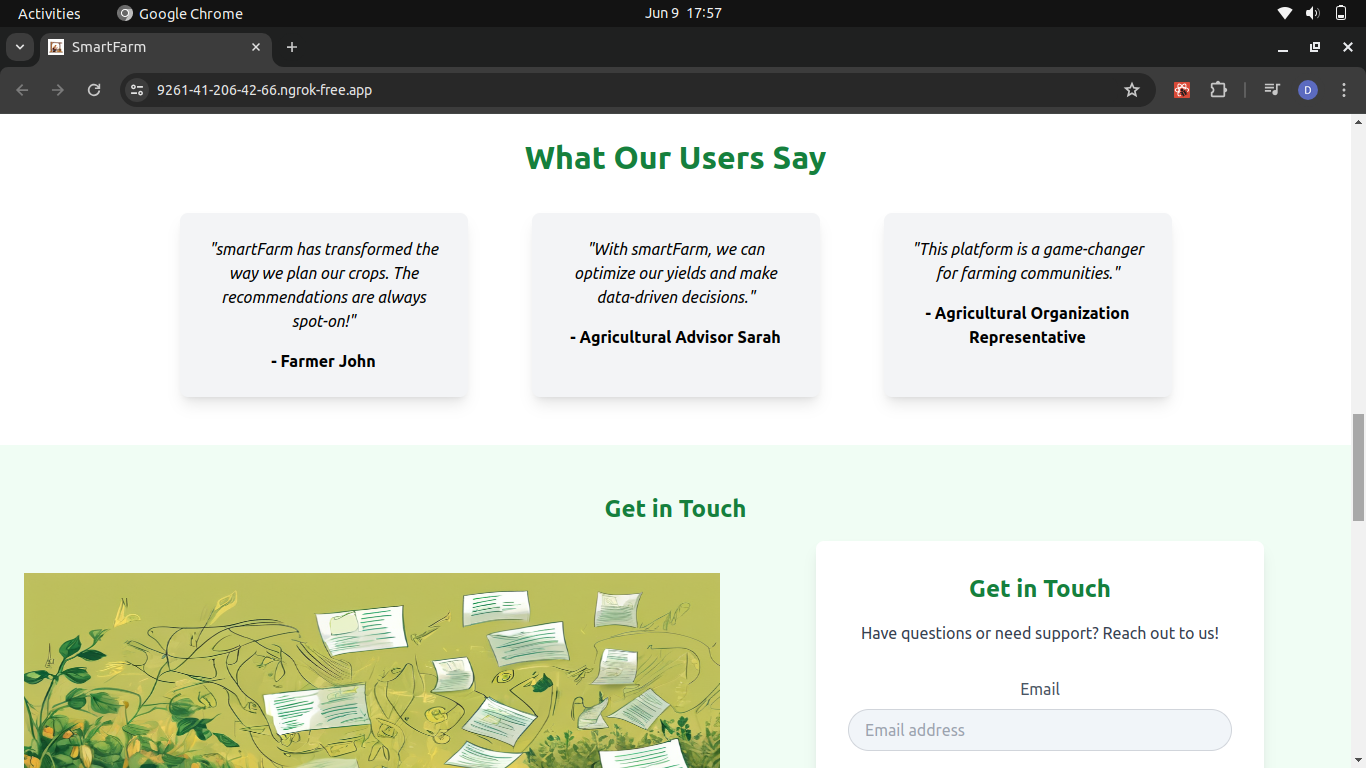 Activities
Google Chrome
Jun 9 17:57
SmartFarm
9261-41-206-42-66.ngrok-free.app
D
What Our Users Say
"smartFarm has transformed the
way we plan our crops. The
recommendations are always
spot-on!"
- Farmer John
"With smartFarm, we can
optimize our yields and make
data-driven decisions."
- Agricultural Advisor Sarah
"This platform is a game-changer
for farming communities."
- Agricultural Organization
Representative
Get in Touch
Get in Touch
Have questions or need support? Reach out to us!
Email
Email address